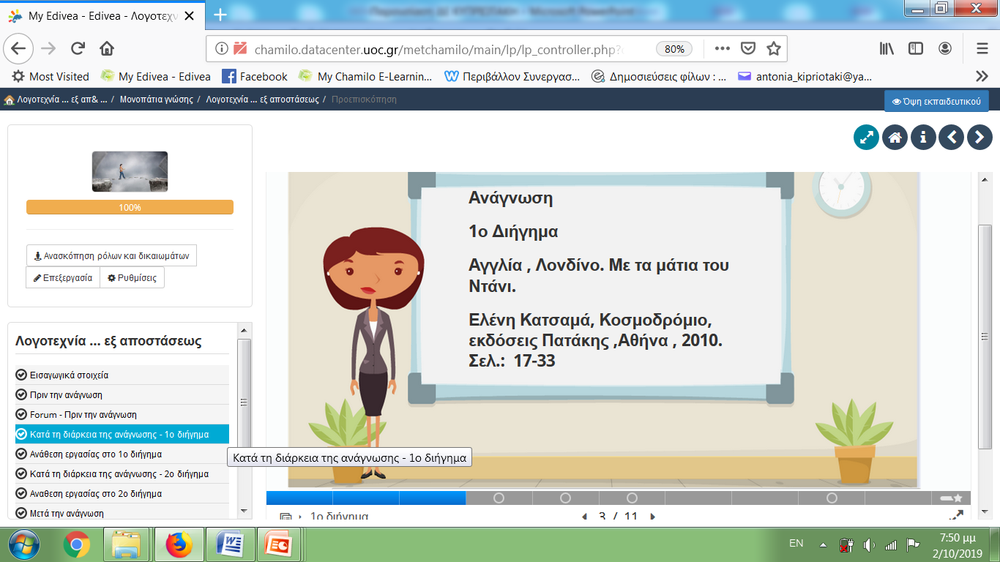 My Edivea - Edivea - Λογοτεχν
Παρουσίαση ΔΕ ΚΥΠΡΙΩΤΑΚΗ - Microsoft PowerPoint
chamilo.datacenter.uoc.gr/metchamilo/main/lp/lp_controller.php?c
80%
Most Visited
My Edivea - Edivea
Facebook
My Chamilo E-Learnin...
Περιβάλλον Συνεργασ...
Δημοσιεύσεις φίλων : ...
antonia_kipriotaki@ya...
Λογοτεχνία ... εξ απ& ... / Μονοπάτια γνώσης / Λογοτεχνία ... εξ αποστάσεως / Προεπισκόπηση
Όψη εκπαιδευτικού
100%
Ανασκόπηση ρόλων και δικαιωμάτων
Επεξεργασία
Ρυθμίσεις
Λογοτεχνία ... εξ αποστάσεως
Εισαγωγικά στοιχεία
Πριν την ανάγνωση
Forum - Πριν την ανάγνωση
Κατά τη διάρκεια της ανάγνωσης - 1ο διήγημα
Ανάθεση εργασίας στο 1ο διήγημα
Κατά τη διάρκεια της ανάγνωσης - 2ο διήγημα
Αναθεση εργασίας στο 2ο διήγημα
Μετά την ανάγνωση
Κατά τη διάρκεια της ανάγνωσης - 1ο διήγημα
Ανάγνωση
1ο Διήγημα
Αγγλία , Λονδίνο. Με τα μάτια του
Ντάνι.
Ελένη Κατσαμά, Κοσμοδρόμιο,
εκδόσεις Πατάκης ,Αθήνα , 2010.
Σελ.: 17-33
1ο διήγημα
3 / 11
EN
7:50 μμ
2/10/2019